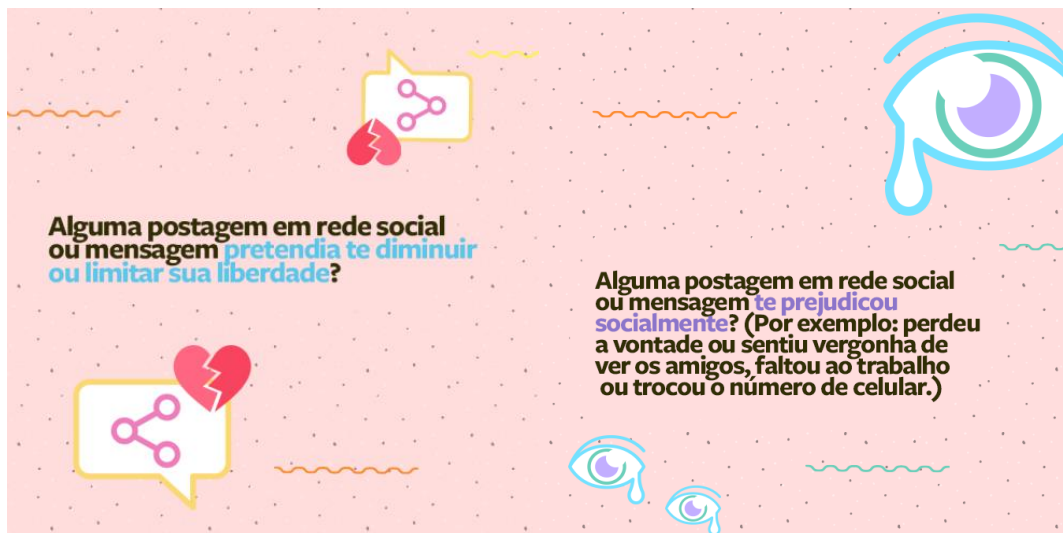 Alguma postagem em rede social
ou mensagem pretendia te diminuir
ou limitar sua liberdade?
Alguma postagem em rede social
ou mensagem te prejudicou
socialmente? (Por exemplo: perdeu
a vontade ou sentiu vergonha de
ver os amigos, faltou ao trabalho
ou trocou o número de celular.)